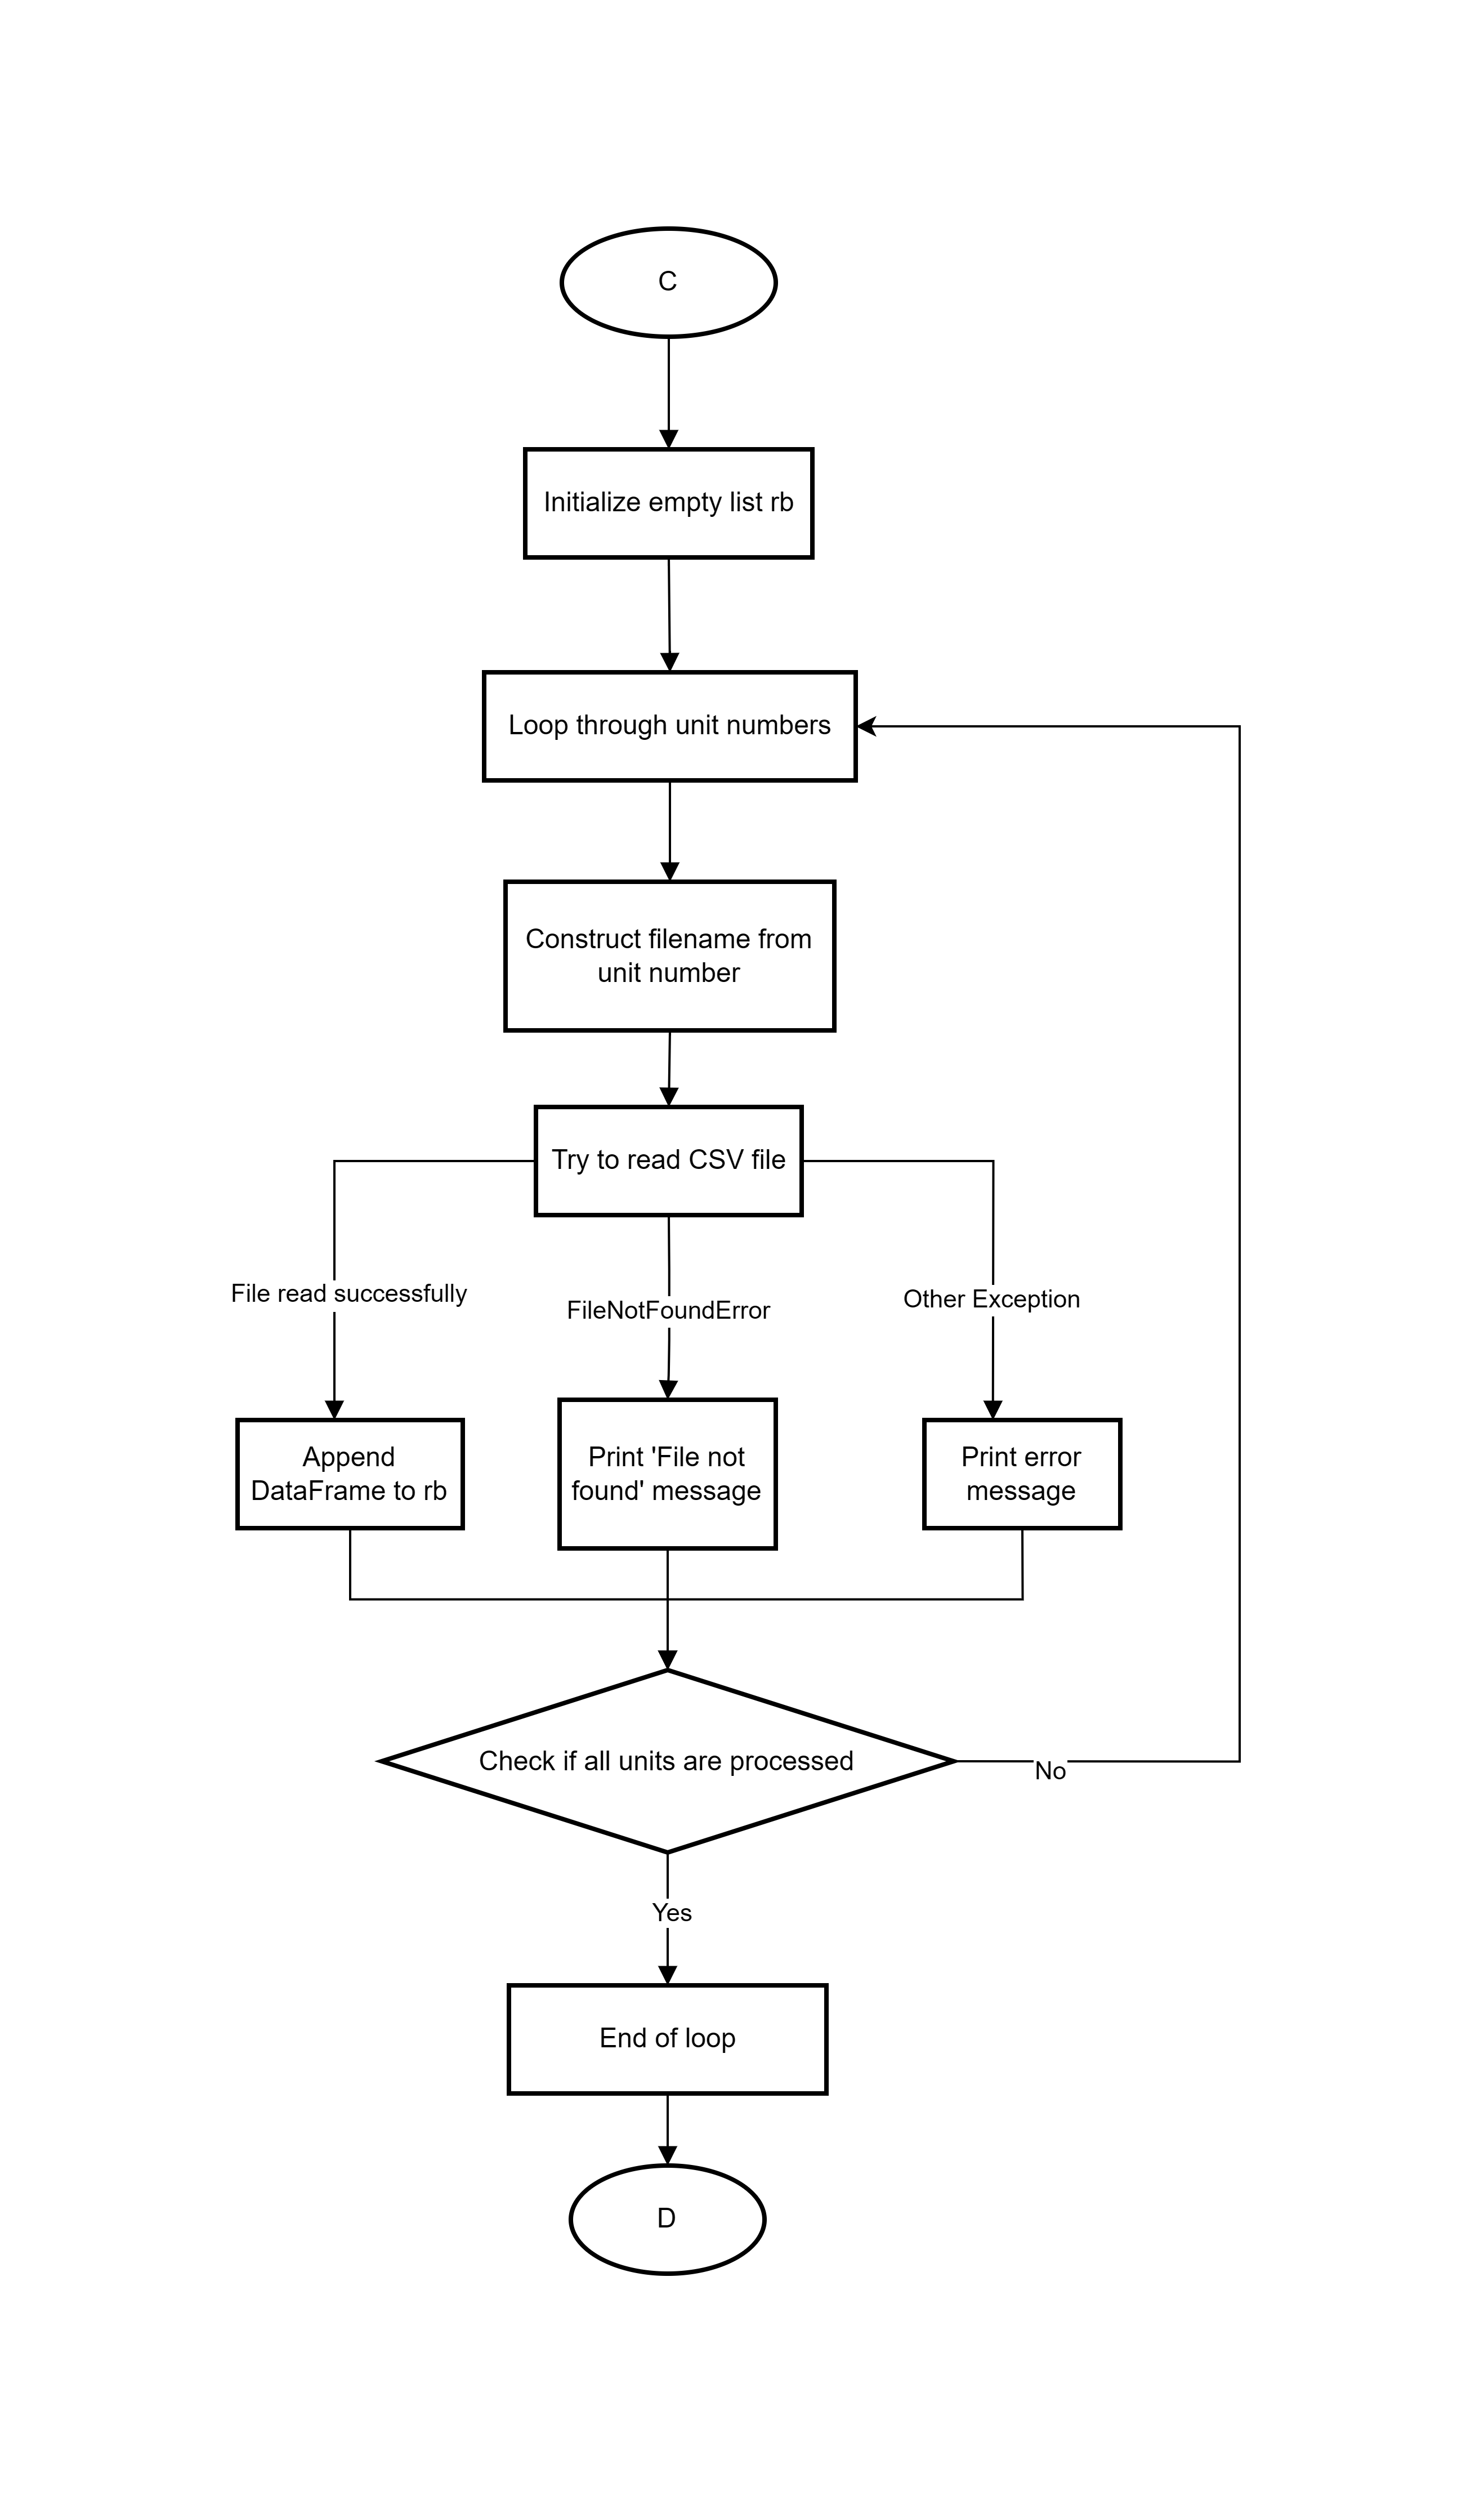 C
Initialize empty list rb
Loop through unit numbers
Construct filename from
unit number
Try to read CSV file
File read successfully
FileNotFoundError
Other Exception
Append
DataFrame to rb
Print 'File not
found' message
Print error
message
Check if all units are processed
No
Yes
End of loop
D